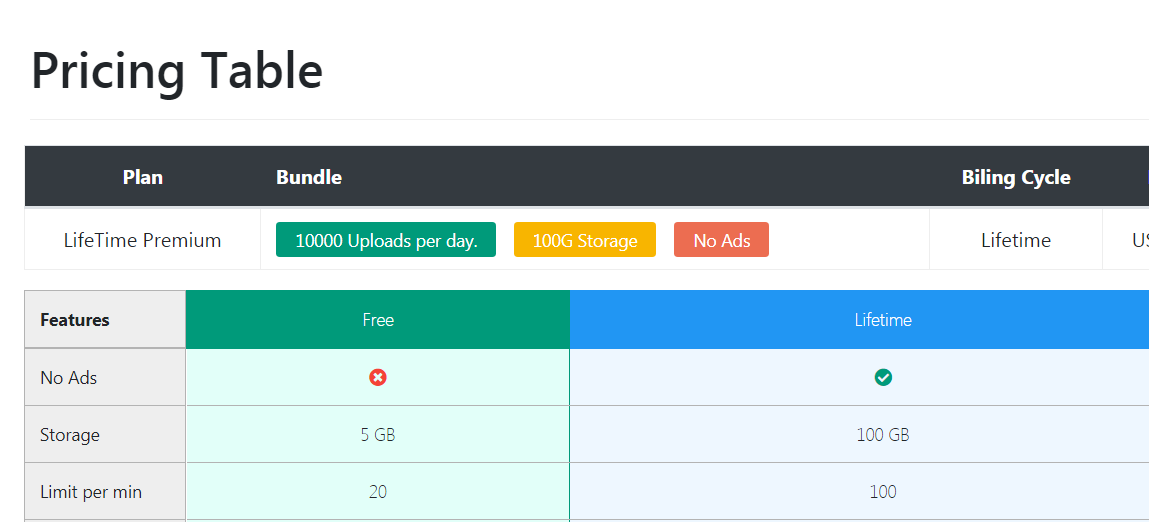 Pricing Table
Plan Bundle Biling Cycle
LifeTime Premium 10000 Uploads per day. 100G Storage No Ads Lifetime US
Features Free Lifetime
No Ads
Storage 5 GB 100 GB
Limit per min 20 100